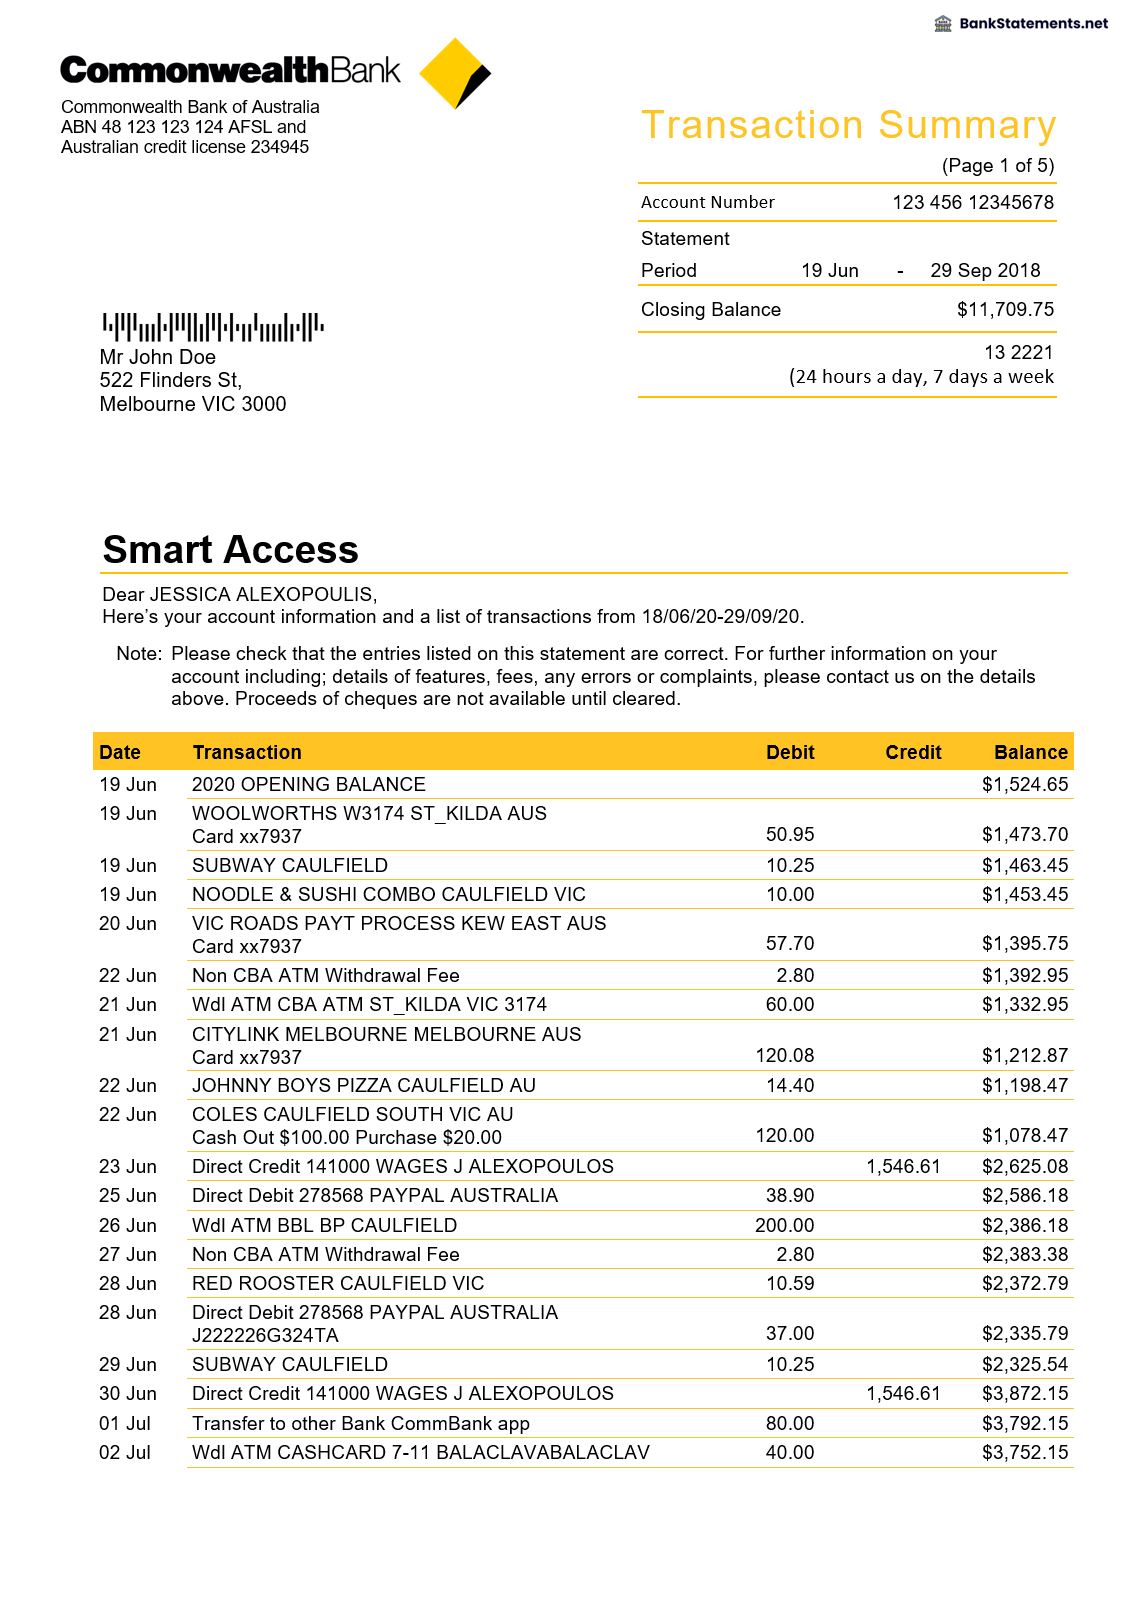 BankStatements.net
CommonwealthBank
Commonwealth Bank of Australia
ABN 48 123 123 124 AFSL and
Australian credit license 234945
Transaction Summary
(Page 1 of 5)
Account Number 123 456 12345678
Statement
Period 19 Jun - 29 Sep 2018
Closing Balance $11,709.75
13 2221
(24 hours a day, 7 days a week
Mr John Doe
522 Flinders St,
Melbourne VIC 3000
Smart Access
Dear JESSICA ALEXOPOULIS,
Here’s your account information and a list of transactions from 18/06/20-29/09/20.
Note: Please check that the entries listed on this statement are correct. For further information on your
account including; details of features, fees, any errors or complaints, please contact us on the details
above. Proceeds of cheques are not available until cleared.
Date Transaction Debit Credit Balance
19 Jun 2020 OPENING BALANCE $1,524.65
19 Jun WOOLWORTHS W3174 ST_KILDA AUS
Card xx7937 50.95 $1,473.70
19 Jun SUBWAY CAULFIELD 10.25 $1,463.45
19 Jun NOODLE & SUSHI COMBO CAULFIELD VIC 10.00 $1,453.45
20 Jun VIC ROADS PAYT PROCESS KEW EAST AUS
Card xx7937 57.70 $1,395.75
22 Jun Non CBA ATM Withdrawal Fee 2.80 $1,392.95
21 Jun Wdl ATM CBA ATM ST_KILDA VIC 3174 60.00 $1,332.95
21 Jun CITYLINK MELBOURNE MELBOURNE AUS
Card xx7937 120.08 $1,212.87
22 Jun JOHNNY BOYS PIZZA CAULFIELD AU 14.40 $1,198.47
22 Jun COLES CAULFIELD SOUTH VIC AU
Cash Out $100.00 Purchase $20.00 120.00 $1,078.47
23 Jun Direct Credit 141000 WAGES J ALEXOPOULOS 1,546.61 $2,625.08
25 Jun Direct Debit 278568 PAYPAL AUSTRALIA 38.90 $2,586.18
26 Jun Wdl ATM BBL BP CAULFIELD 200.00 $2,386.18
27 Jun Non CBA ATM Withdrawal Fee 2.80 $2,383.38
28 Jun RED ROOSTER CAULFIELD VIC 10.59 $2,372.79
28 Jun Direct Debit 278568 PAYPAL AUSTRALIA
J222226G324TA 37.00 $2,335.79
29 Jun SUBWAY CAULFIELD 10.25 $2,325.54
30 Jun Direct Credit 141000 WAGES J ALEXOPOULOS 1,546.61 $3,872.15
01 Jul Transfer to other Bank CommBank app 80.00 $3,792.15
02 Jul Wdl ATM CASHCARD 7-11 BALACLAVABALACLAV 40.00 $3,752.15